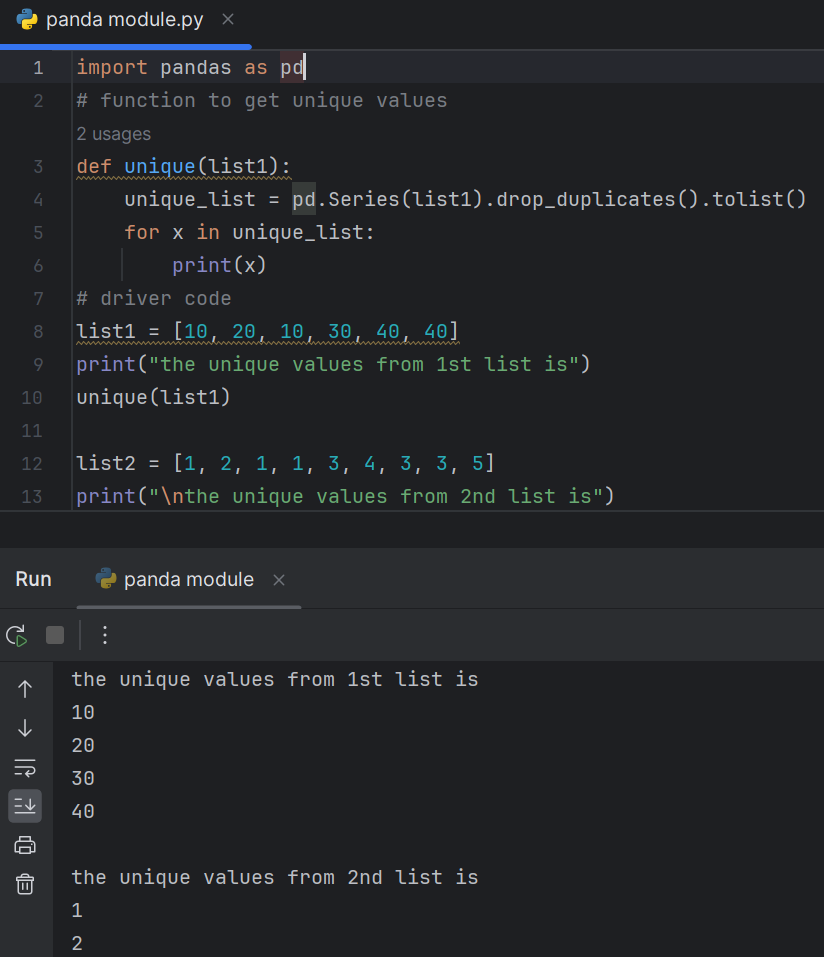 panda module.py
1 import pandas as pd
2 # function to get unique values
2 usages
3 def unique(list1):
4     unique_list = pd.Series(list1).drop_duplicates().tolist()
5     for x in unique_list:
6         print(x)
7 # driver code
8 list1 = [10, 20, 10, 30, 40, 40]
9 print("the unique values from 1st list is")
10 unique(list1)
11
12 list2 = [1, 2, 1, 1, 3, 4, 3, 3, 5]
13 print("\nthe unique values from 2nd list is")
Run panda module
the unique values from 1st list is
10
20
30
40
the unique values from 2nd list is
1
2